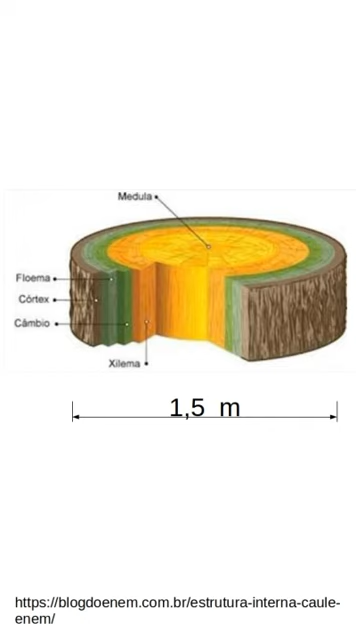 Medula
Floema
Córtex
Câmbio
Xilema
1,5 m
https://blogdoenem.com.br/estrutura-interna-caule-
enem/